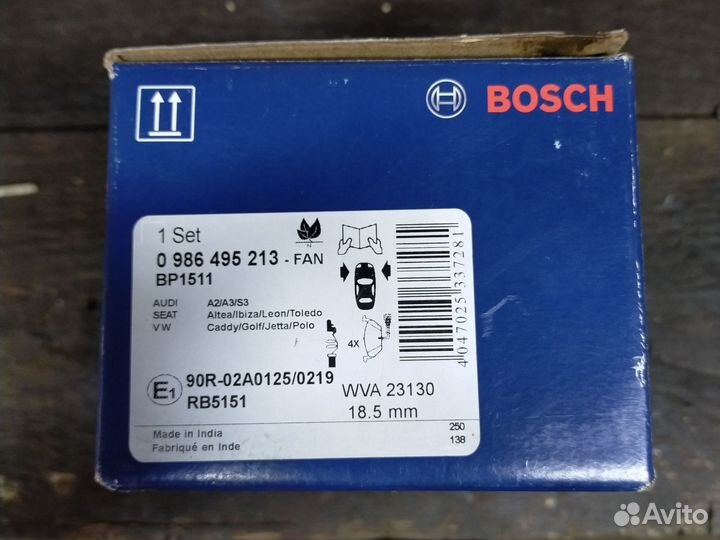 BOSCH
1 Set
0 986 495 213 - FAN
BP1511
AUDI A2/A3/S3
SEAT Altea/Ibiza/Leon/Toledo
VW Caddy/Golf/Jetta/Polo
N
4X
4047025337281
E1 90R-02A0125/0219
RB5151
WVA 23130
18.5 mm
Made in India
Fabriqué en Inde
250
138
Avito